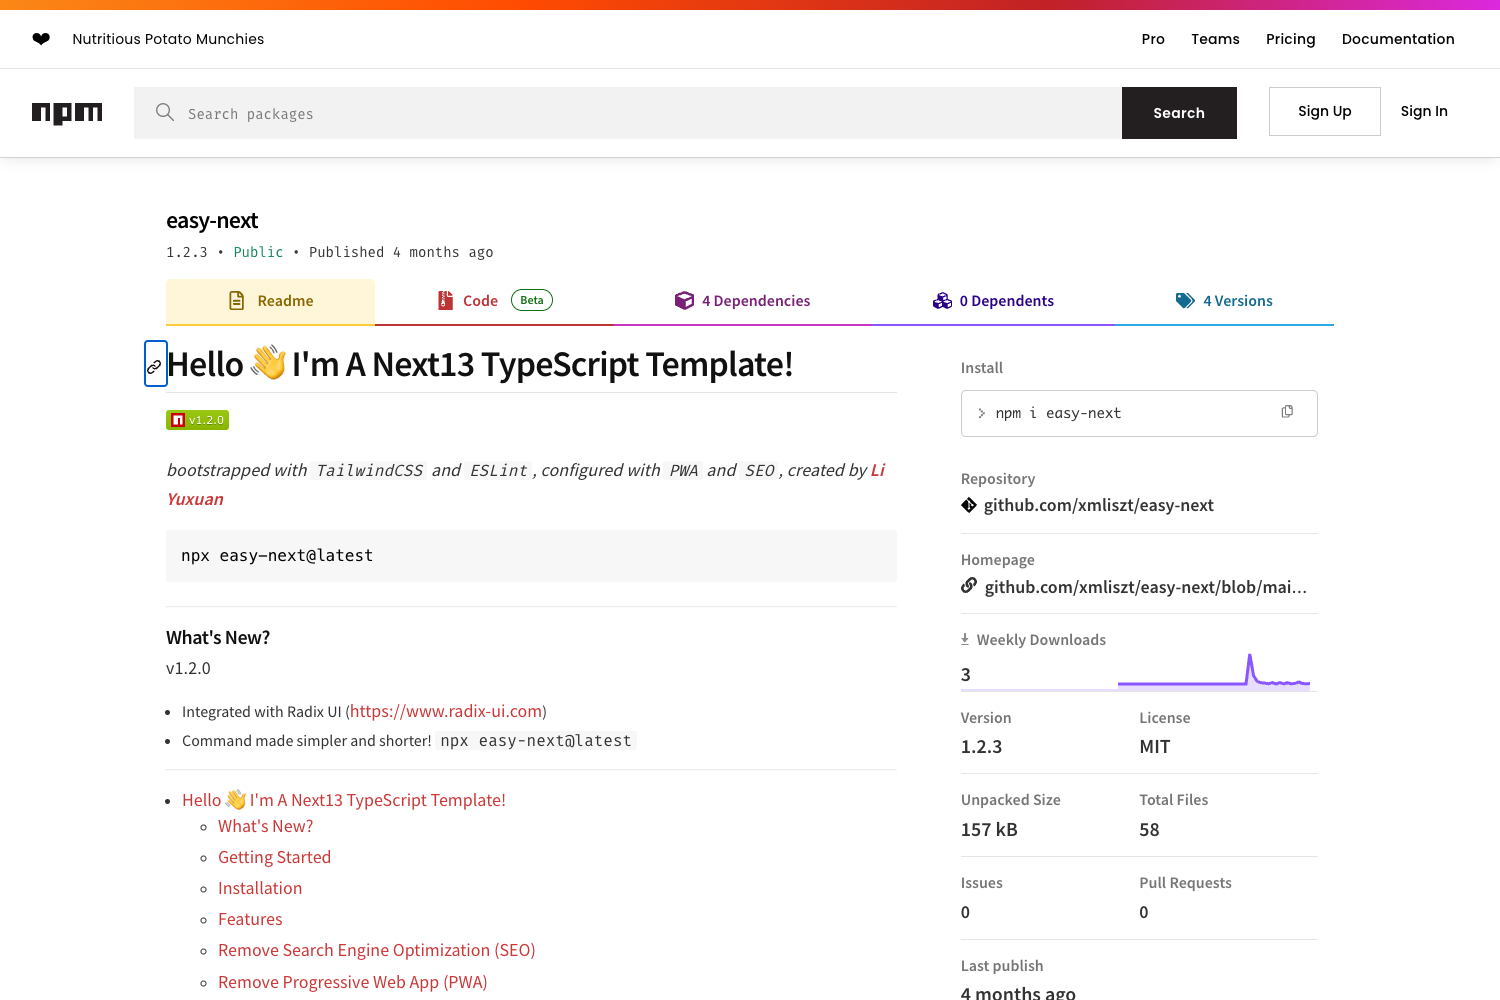 ❤ Nutritious Potato Munchies
Pro Teams Pricing Documentation
npm
Search packages
Search
Sign Up
Sign In
easy-next
1.2.3 • Public • Published 4 months ago
Readme
Code Beta
4 Dependencies
0 Dependents
4 Versions
Hello 👋 I'm A Next13 TypeScript Template!
v1.2.0
bootstrapped with TailwindCSS and ESLint, configured with PWA and SEO, created by Li
Yuxuan
npx easy-next@latest
What's New?
v1.2.0
• Integrated with Radix UI (https://www.radix-ui.com)
• Command made simpler and shorter! npx easy-next@latest
• Hello 👋 I'm A Next13 TypeScript Template!
◦ What's New?
◦ Getting Started
◦ Installation
◦ Features
◦ Remove Search Engine Optimization (SEO)
◦ Remove Progressive Web App (PWA)
Install
> npm i easy-next
Repository
github.com/xmliszt/easy-next
Homepage
github.com/xmliszt/easy-next/blob/mai...
Weekly Downloads
3
Version
1.2.3
License
MIT
Unpacked Size
157 kB
Total Files
58
Issues
0
Pull Requests
0
Last publish
4 months ago